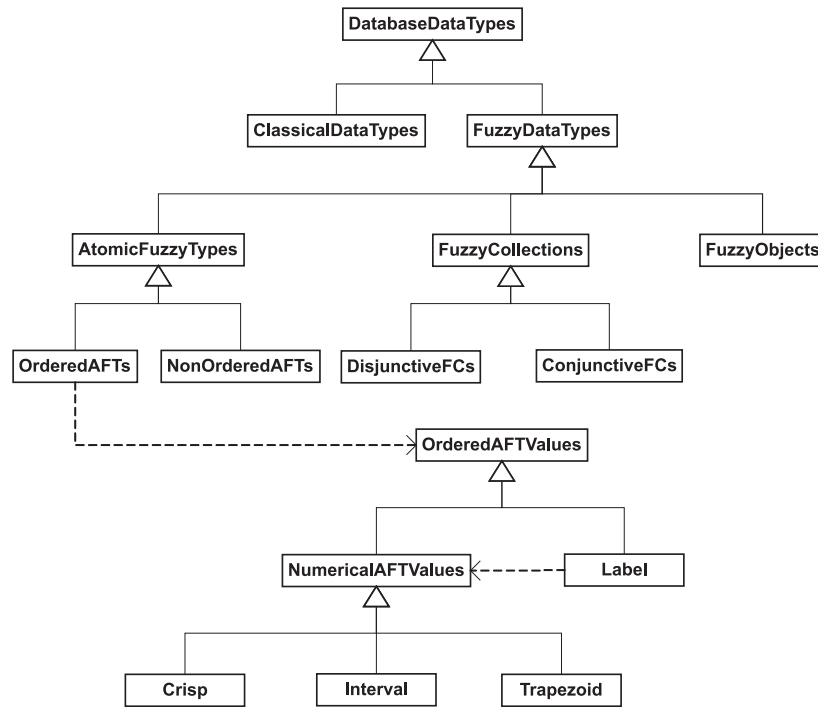 DatabaseDataTypes
ClassicalDataTypes
FuzzyDataTypes
AtomicFuzzyTypes
FuzzyCollections
FuzzyObjects
OrderedAFTs
NonOrderedAFTs
DisjunctiveFCs
ConjunctiveFCs
OrderedAFTValues
NumericalAFTValues
Label
Crisp
Interval
Trapezoid